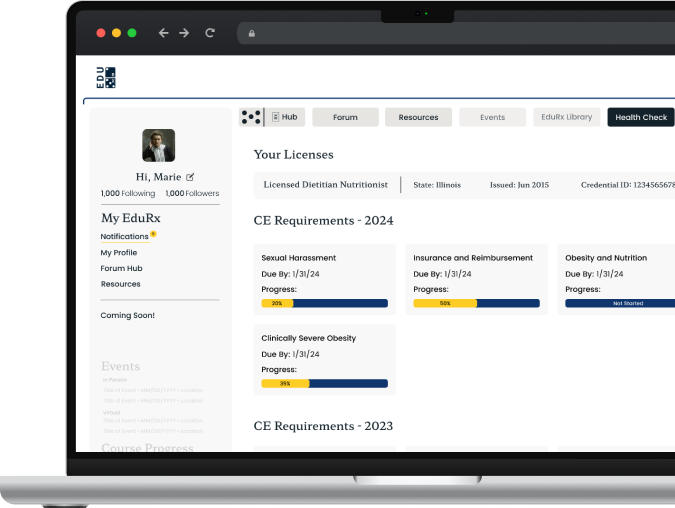 EDU
Hub
Forum
Resources
Events
EduRx Library
Health Check
Hi, Marie
1,000 Following 1,000 Followers
My EduRx
Notifications
My Profile
Forum Hub
Resources
Coming Soon!
Events
In Person
Title of Event • MM/DD/YYYY • Location
Title of Event • MM/DD/YYYY • Location
Virtual
Title of Event • MM/DD/YYYY • Location
Title of Event • MM/DD/YYYY • Location
Course Progress
Your Licenses
Licensed Dietitian Nutritionist
State: Illinois
Issued: Jun 2015
Credential ID: 1234565678
CE Requirements - 2024
Sexual Harassment
Due By: 1/31/24
Progress:
20%
Insurance and Reimbursement
Due By: 1/31/24
Progress:
50%
Obesity and Nutrition
Due By: 1/31/24
Progress:
Not Started
Clinically Severe Obesity
Due By: 1/31/24
Progress:
35%
CE Requirements - 2023